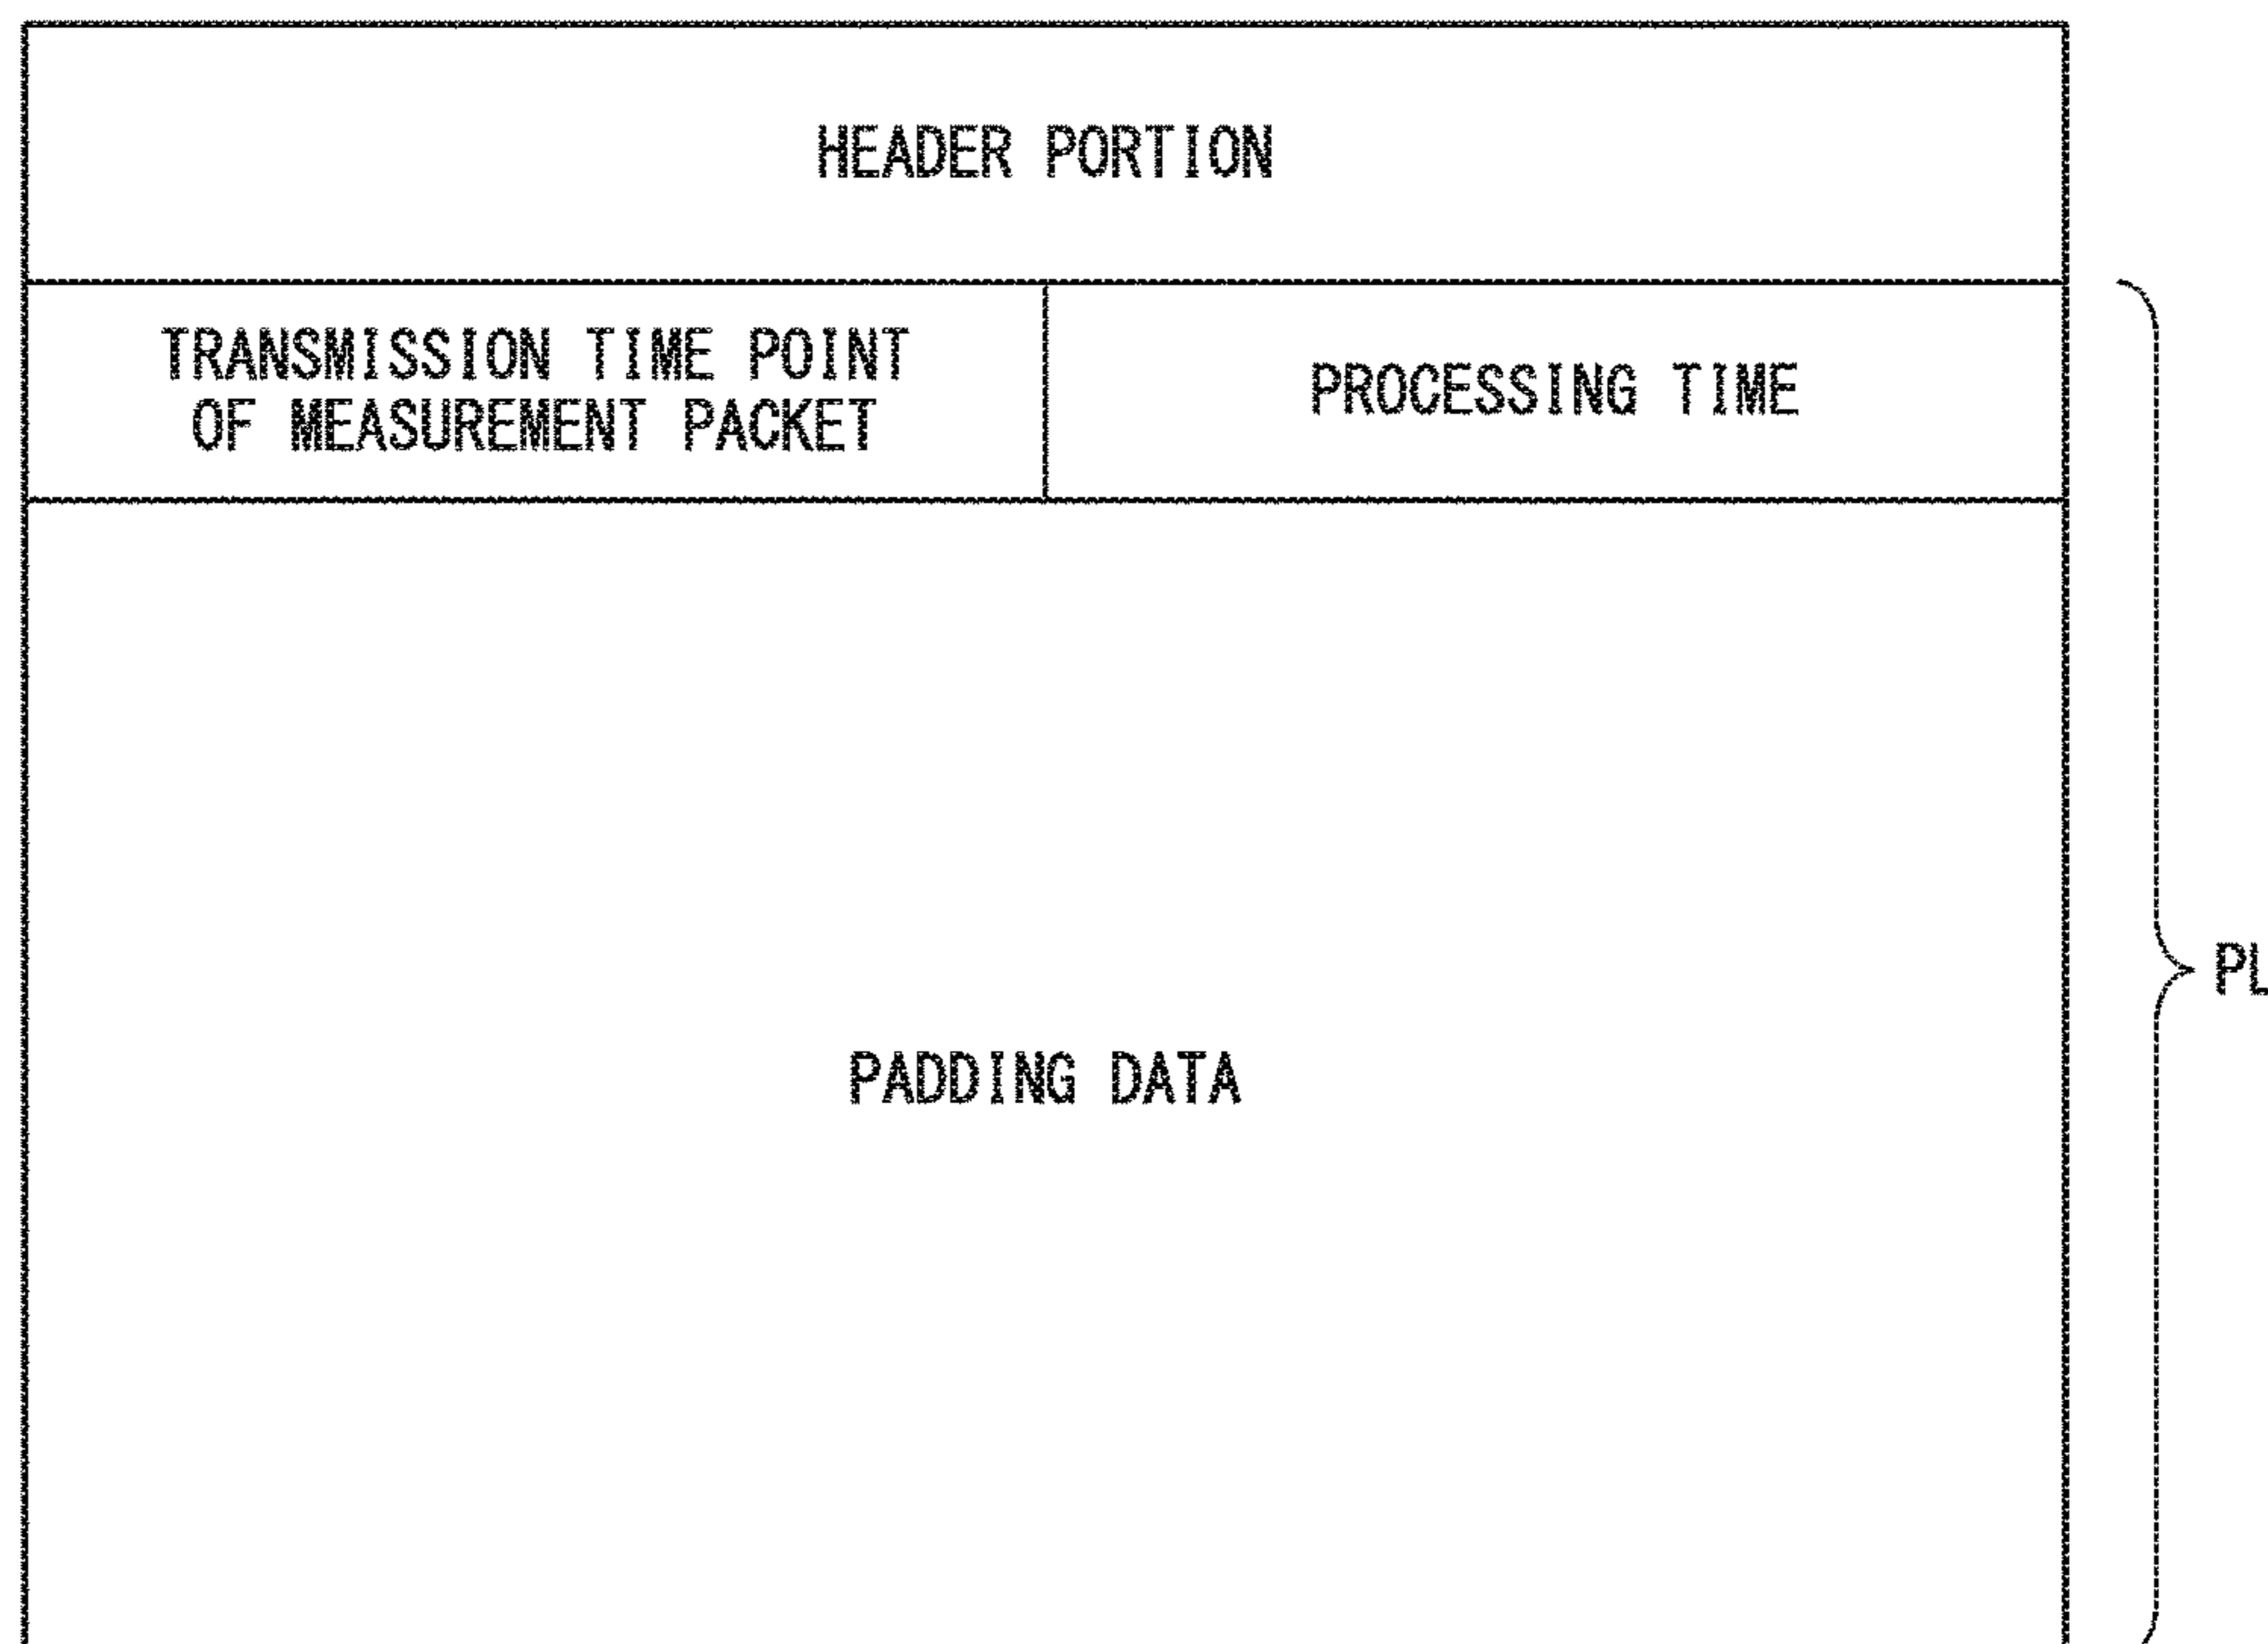 HEADER PORTION
TRANSMISSION TIME POINT
OF MEASUREMENT PACKET
PROCESSING TIME
PL
PADDING DATA